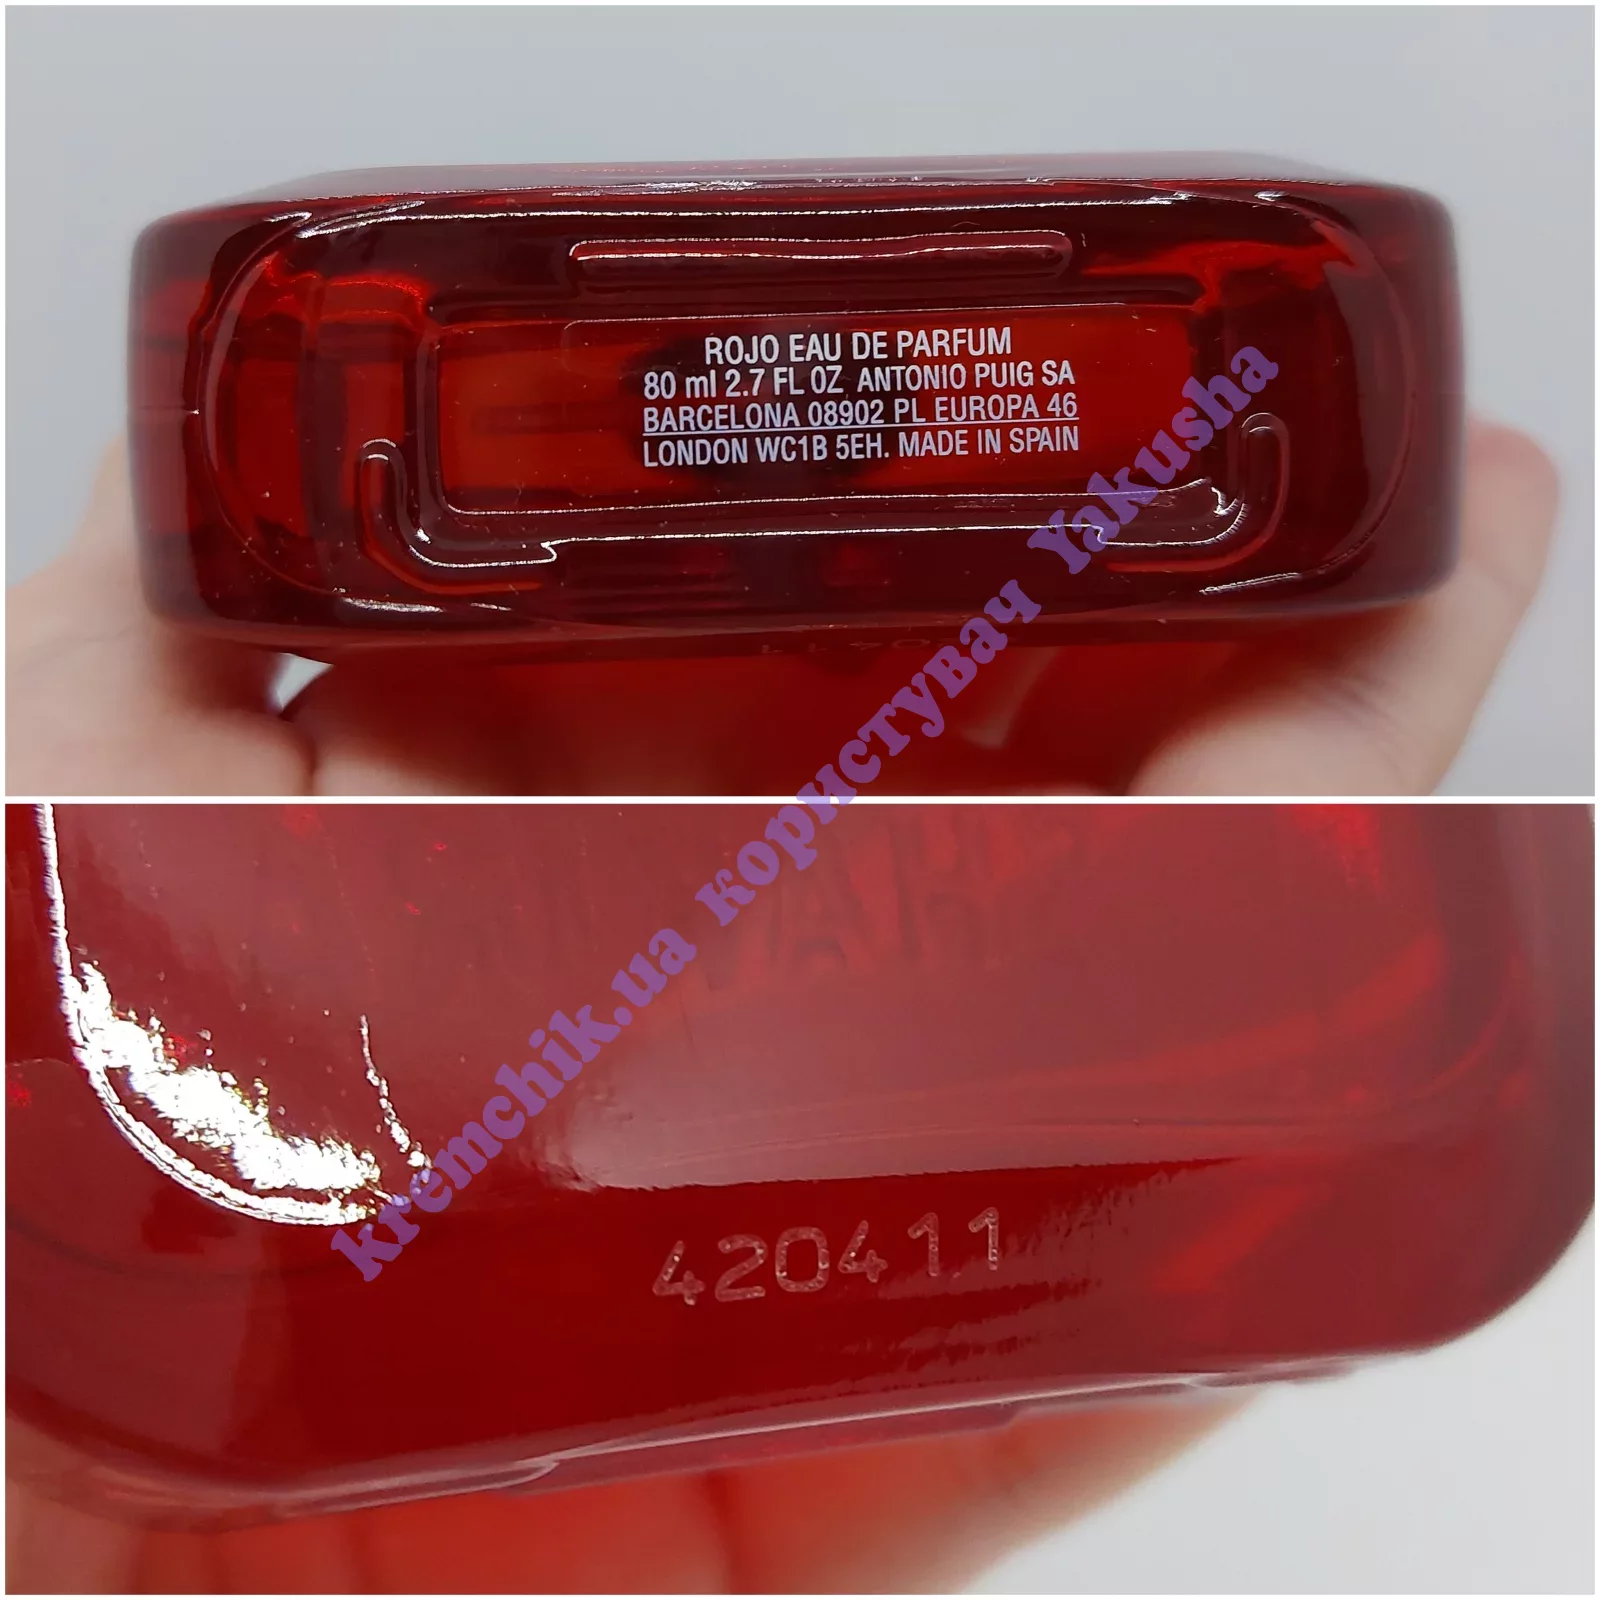 ROJO EAU DE PARFUM
80 ml 2.7 FL OZ ANTONIO PUIG SA
BARCELONA 08902 PL EUROPA 46
LONDON WC1B 5EH. MADE IN SPAIN
kremchik.ua користувач Yakusha
420411